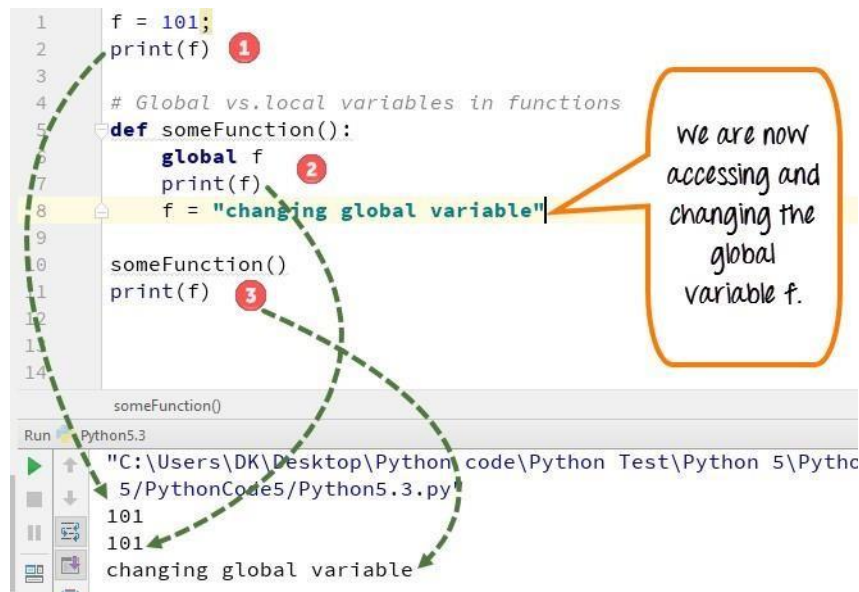 1 f = 101;
2 print(f) 1
3
4 # Global vs.local variables in functions
5 def someFunction():
6 global f
7 print(f) 2
8 f = "changing global variable"
9
10 someFunction()
11 print(f) 3
12
13
14
We are now
accessing and
changing the
global
variable f.
someFunction()
Run Python5.3
"C:\Users\DK\Desktop\Python code\Python Test\Python 5\Pytho
5/PythonCode5/Python5.3.py"
101
101
changing global variable